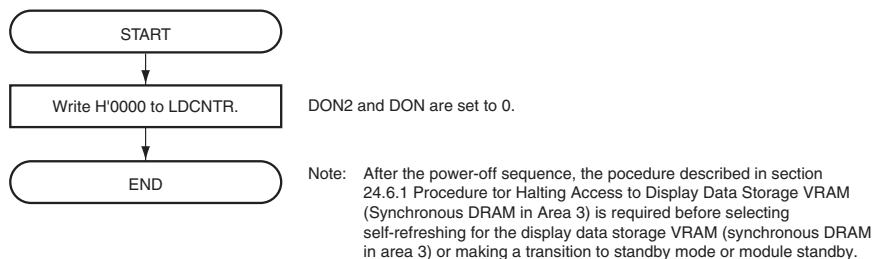 START
Write H'0000 to LDCNTR.
DON2 and DON are set to 0.
END
Note: After the power-off sequence, the pocedure described in section
24.6.1 Procedure tor Halting Access to Display Data Storage VRAM
(Synchronous DRAM in Area 3) is required before selecting
self-refreshing for the display data storage VRAM (synchronous DRAM
in area 3) or making a transition to standby mode or module standby.